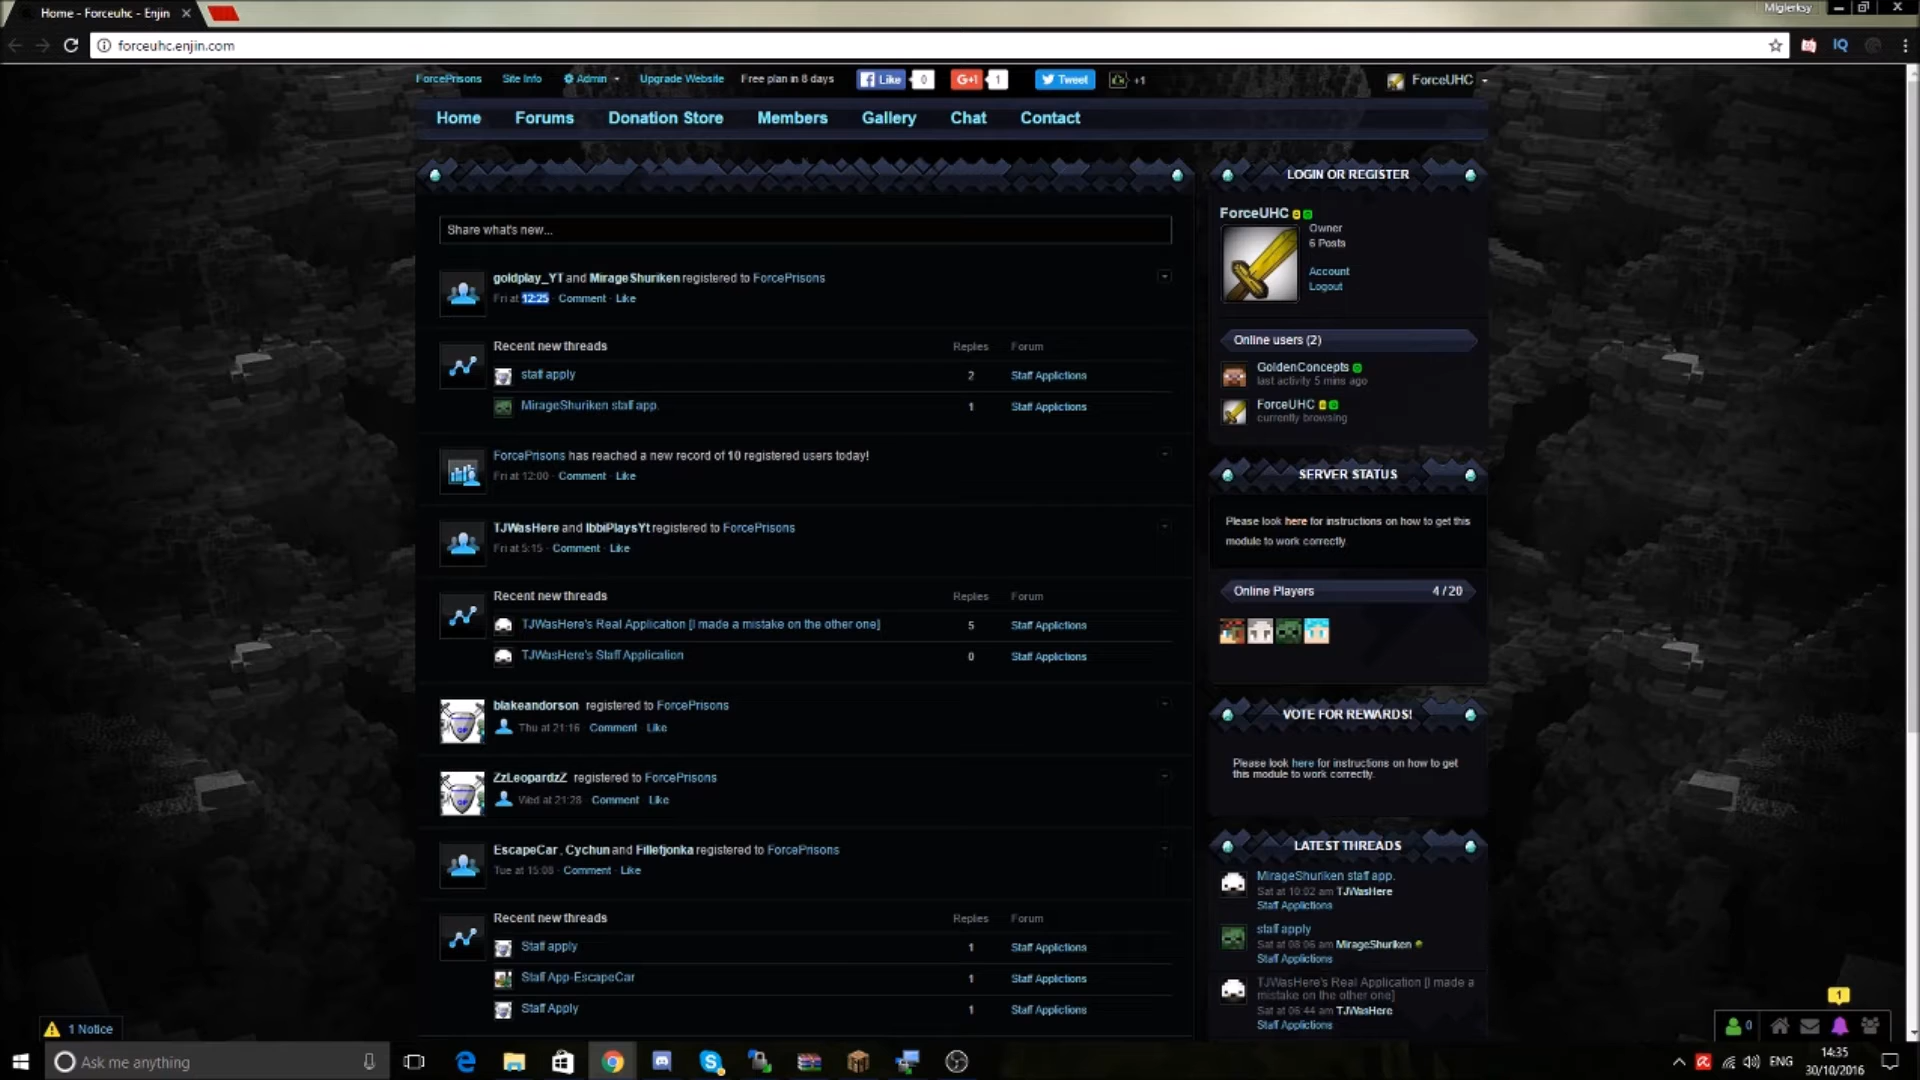 Home - Forceuhc - Enjin
Miglerksy
forceuhc.enjin.com
IQ
ForcePrisons Site Info Admin Upgrade Website Free plan in 8 days Like 0 G+1 1 Tweet +1 ForceUHC
Home Forums Donation Store Members Gallery Chat Contact
Share what's new...
goldplay_YT and MirageShuriken registered to ForcePrisons
Fri at 12:25 · Comment · Like
Recent new threads Replies Forum
staff apply 2 Staff Applictions
MirageShuriken staff app. 1 Staff Applictions
ForcePrisons has reached a new record of 10 registered users today!
Fri at 12:00 · Comment · Like
TJWasHere and IbbiPlaysYt registered to ForcePrisons
Fri at 5:15 · Comment · Like
Recent new threads Replies Forum
TJWasHere's Real Application [I made a mistake on the other one] 5 Staff Applictions
TJWasHere's Staff Application 0 Staff Applictions
blakeandorson registered to ForcePrisons
Thu at 21:16 · Comment · Like
ZzLeopardzZ registered to ForcePrisons
Wed at 21:28 · Comment · Like
EscapeCar, Cychun and Fillefjonka registered to ForcePrisons
Tue at 15:08 · Comment · Like
Recent new threads Replies Forum
Staff apply 1 Staff Applictions
Staff App-EscapeCar 1 Staff Applictions
Staff Apply 1 Staff Applictions
LOGIN OR REGISTER
ForceUHC
Owner
6 Posts
Account
Logout
Online users (2)
GoldenConcepts
last activity 5 mins ago
ForceUHC
currently browsing
SERVER STATUS
Please look here for instructions on how to get this
module to work correctly.
Online Players 4 / 20
VOTE FOR REWARDS!
Please look here for instructions on how to get
this module to work correctly.
LATEST THREADS
MirageShuriken staff app.
Sat at 10:02 am TJWasHere
Staff Applictions
staff apply
Sat at 08:06 am MirageShuriken
Staff Applictions
TJWasHere's Real Application [I made a
mistake on the other one]
Sat at 06:44 am TJWasHere
Staff Applictions
1
1 Notice
0
Ask me anything
ENG
14:35
30/10/2016